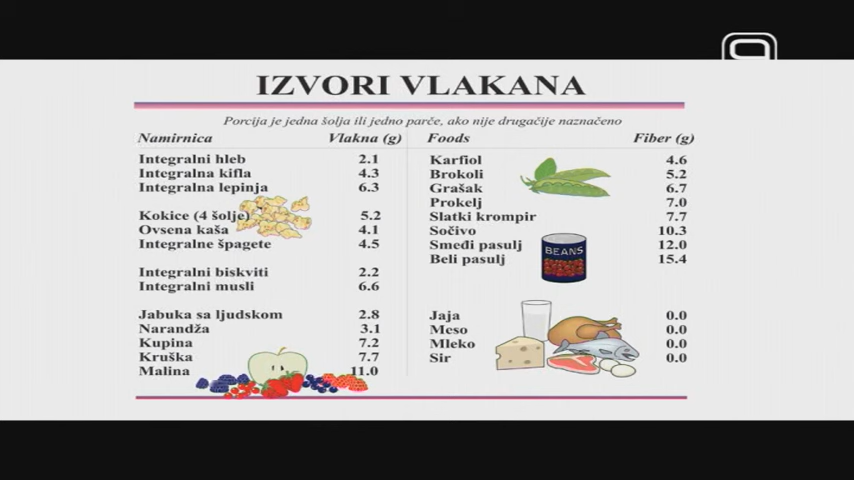 IZVORI VLAKANA
Porcija je jedna šolja ili jedno parče, ako nije drugačije naznačeno
Namirnica Vlakna (g)
Integralni hleb 2.1
Integralna kifla 4.3
Integralna lepinja 6.3
Kokice (4 šolje) 5.2
Ovsena kaša 4.1
Integralne špagete 4.5
Integralni biskviti 2.2
Integralni musli 6.6
Jabuka sa ljudskom 2.8
Narandža 3.1
Kupina 7.2
Kruška 7.7
Malina 11.0
Foods Fiber (g)
Karfiol 4.6
Brokoli 5.2
Grašak 6.7
Prokelj 7.0
Slatki krompir 7.7
Sočivo 10.3
Smeđi pasulj 12.0
Beli pasulj 15.4
BEANS
Jaja 0.0
Meso 0.0
Mleko 0.0
Sir 0.0